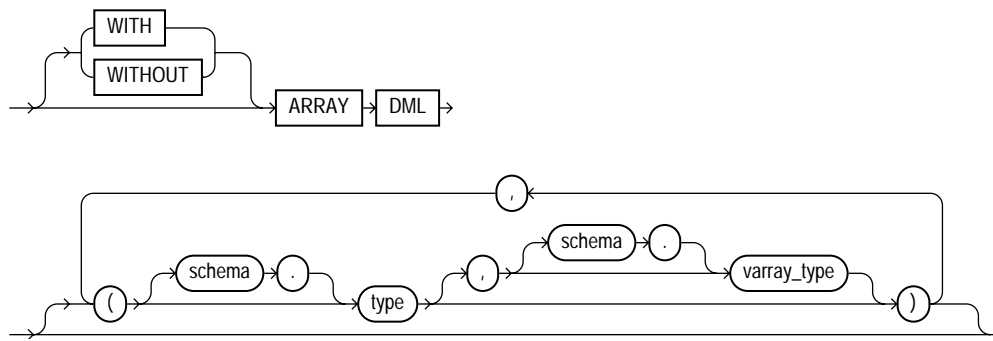 WITH
WITHOUT
ARRAY DML
,
schema .
( schema . type , varray_type )